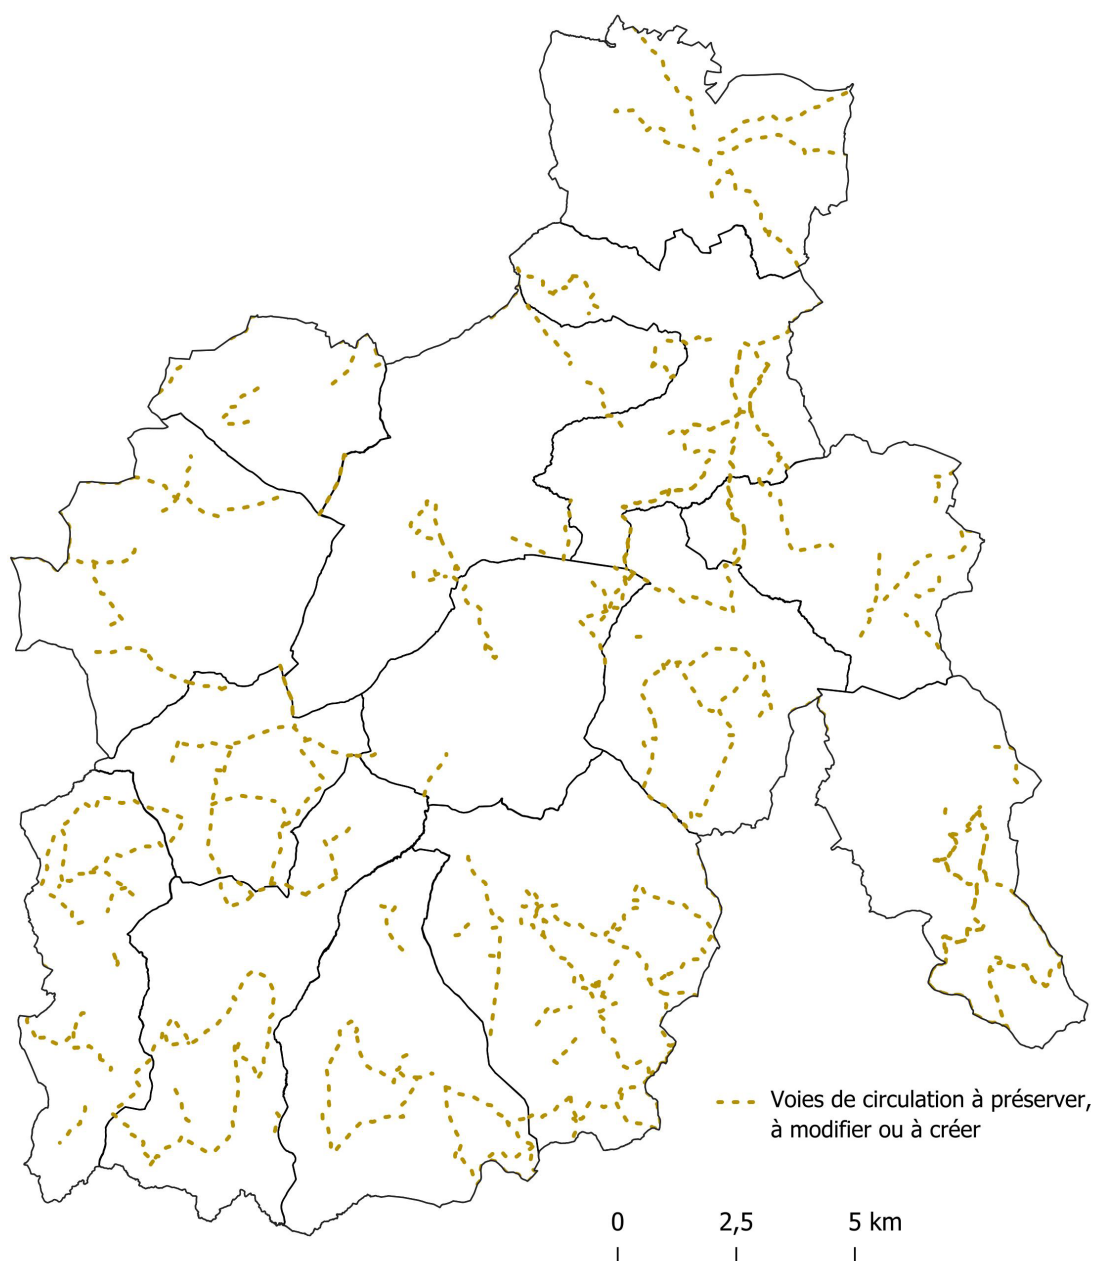 Voies de circulation à préserver,
à modifier ou à créer
0 2,5 5 km